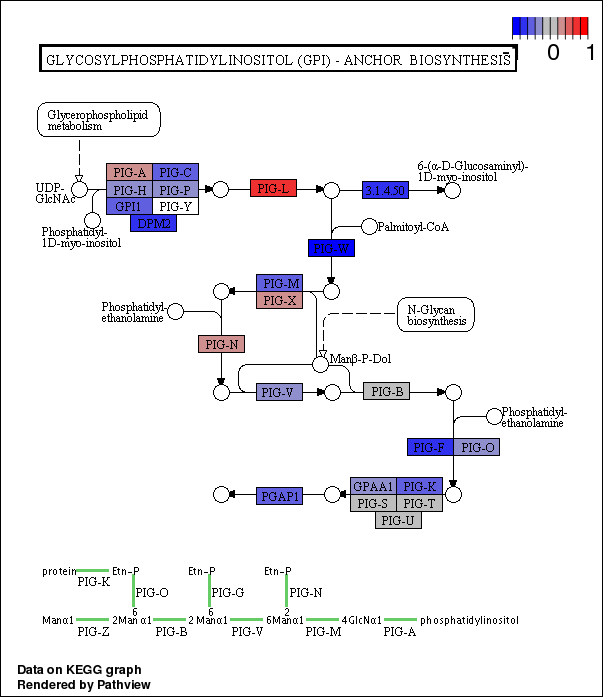 - 0 1
GLYCOSYLPHOSPHATIDYLINOSITOL (GPI) - ANCHOR BIOSYNTHESIS
Glycerophospholipid
metabolism
UDP-
GlcNAc
PIG-A PIG-C
PIG-H PIG-P
GPI1 PIG-Y
DPM2
Phosphatidyl-
1D-myo-inositol
PIG-L
3.1.4.50
6-(α-D-Glucosaminyl)-
1D-myo-inositol
Palmitoyl-CoA
PIG-W
PIG-M
PIG-X
Phosphatidyl-
ethanolamine
N-Glycan
biosynthesis
PIG-N
Manβ-P-Dol
PIG-V
PIG-B
Phosphatidyl-
ethanolamine
PIG-F PIG-O
GPAA1 PIG-K
PIG-S PIG-T
PIG-U
PGAP1
protein Etn-P Etn-P Etn-P
PIG-K PIG-O PIG-G PIG-N
6 6 2
Manα1 2Manα1 2 Manα1 6Manα1 4GlcNα1 phosphatidylinositol
PIG-Z PIG-B PIG-V PIG-M PIG-A
Data on KEGG graph
Rendered by Pathview